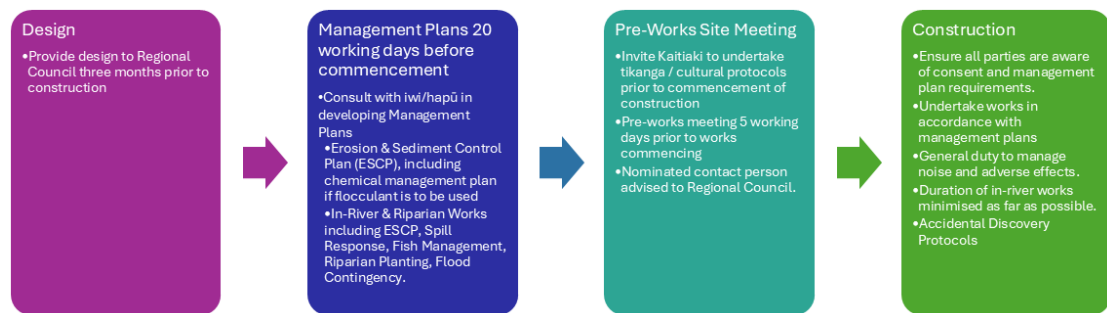 Design
•Provide design to Regional
Council three months prior to
construction
Management Plans 20
working days before
commencement
•Consult with iwi/hapū in
developing Management
Plans
•Erosion & Sediment Control
Plan (ESCP), including
chemical management plan
if flocculant is to be used
•In-River & Riparian Works
including ESCP, Spill
Response, Fish Management,
Riparian Planting, Flood
Contingency.
Pre-Works Site Meeting
•Invite Kaitiaki to undertake
tikanga / cultural protocols
prior to commencement of
construction
•Pre-works meeting 5 working
days prior to works
commencing
•Nominated contact person
advised to Regional Council.
Construction
•Ensure all parties are aware
of consent and management
plan requirements.
•Undertake works in
accordance with
management plans
•General duty to manage
noise and adverse effects.
•Duration of in-river works
minimised as far as possible.
•Accidental Discovery
Protocols